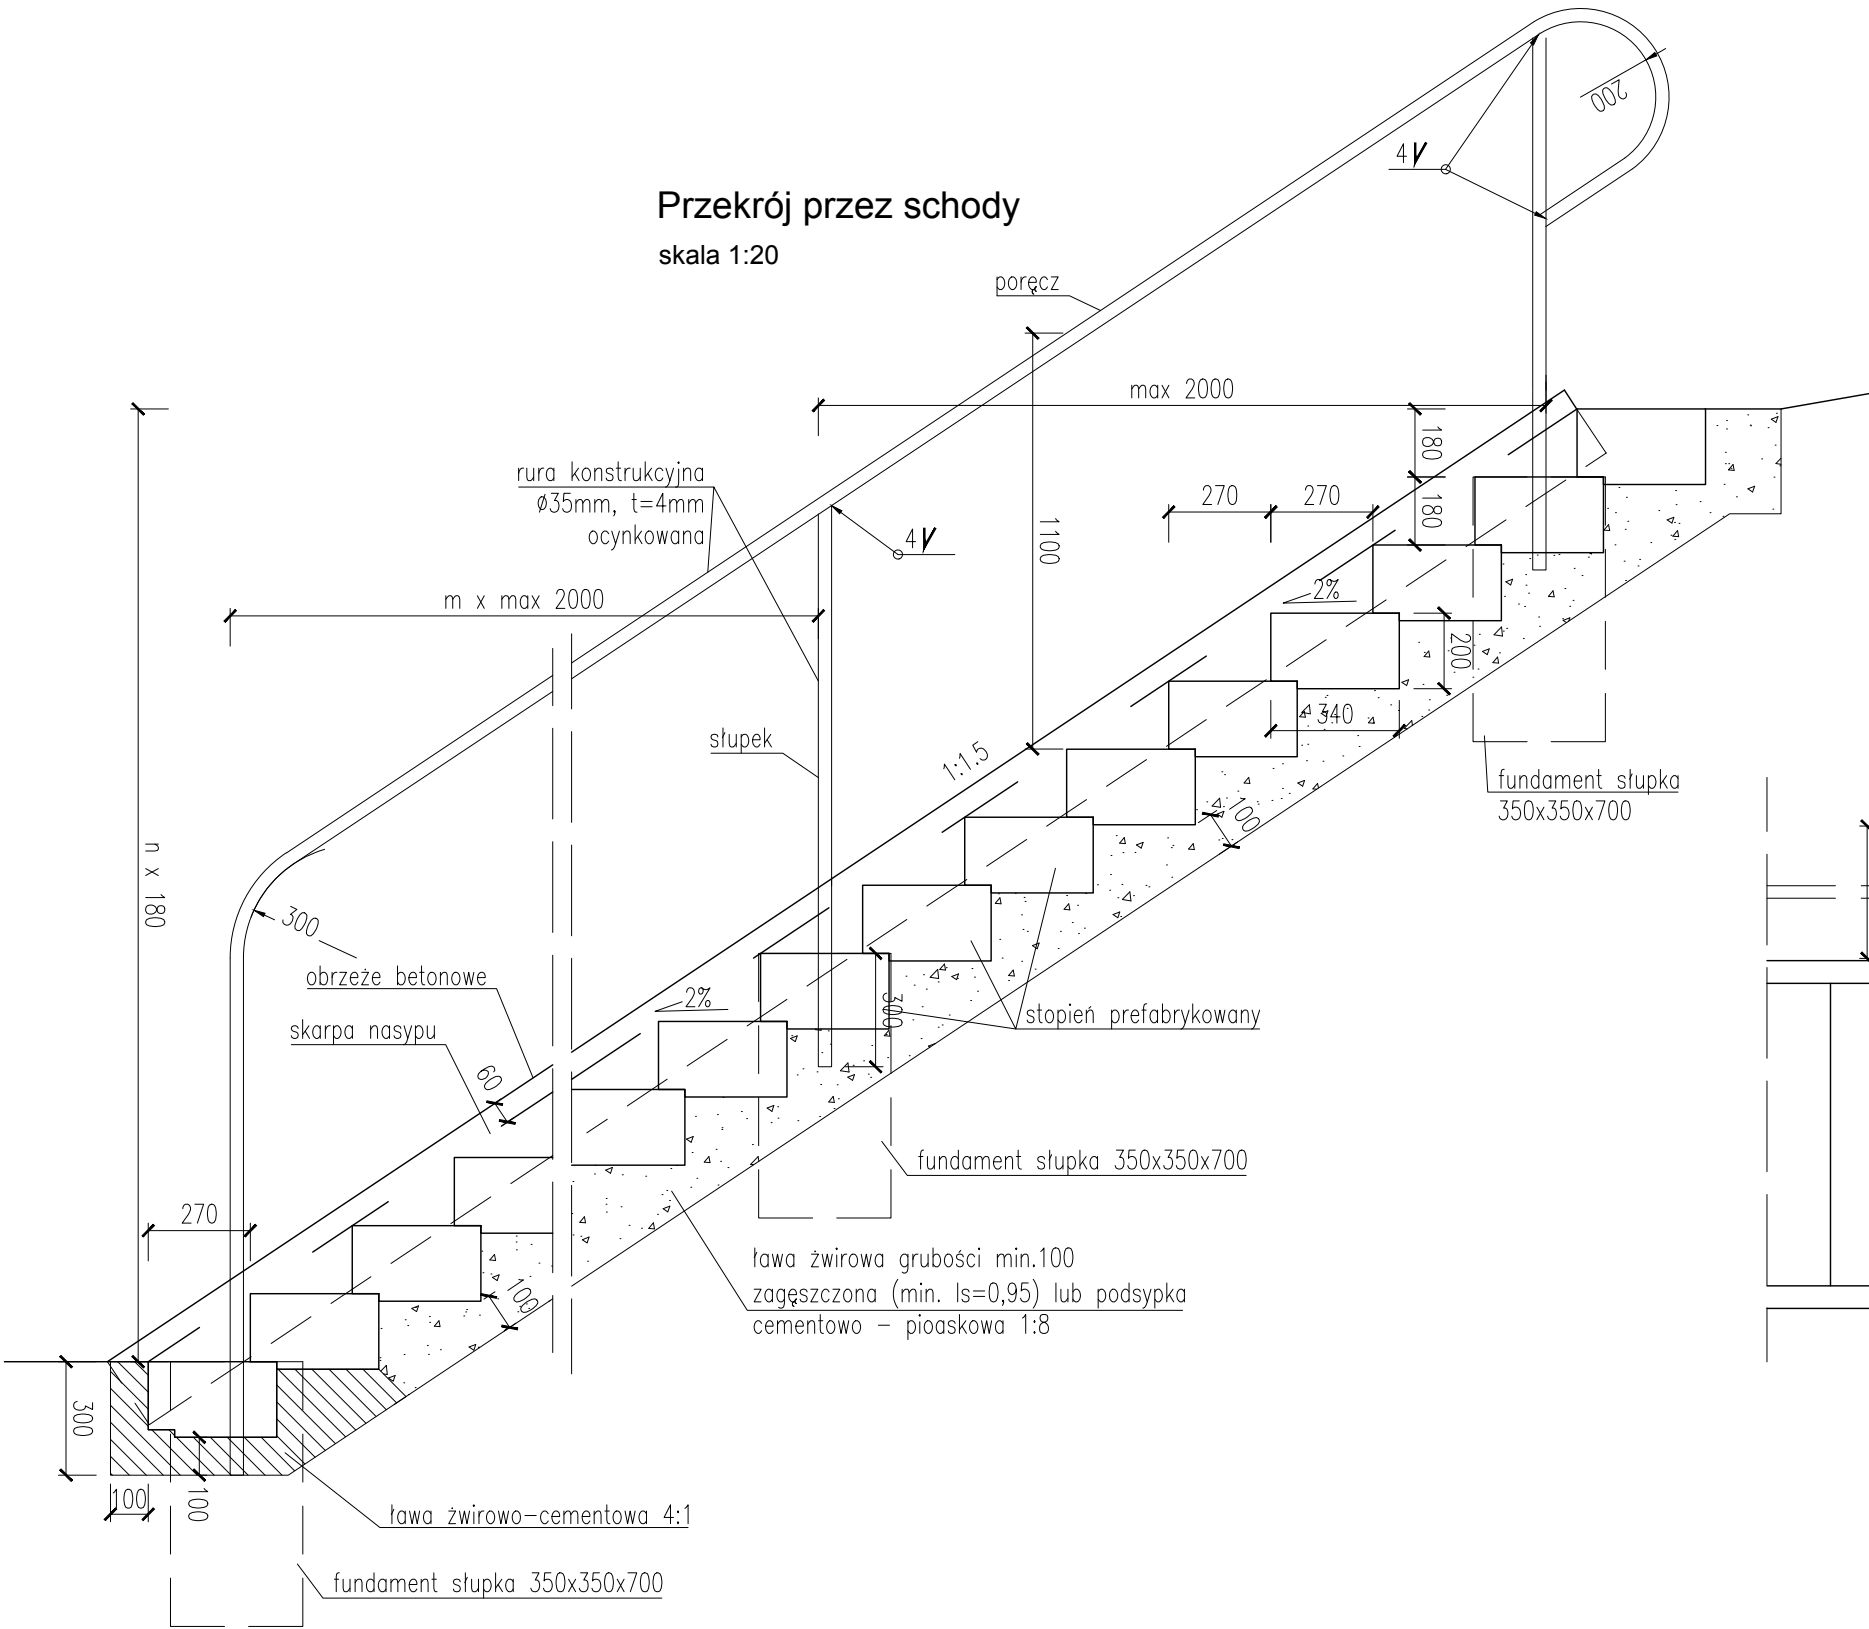 Przekrój przez schody
skala 1:20
200
4V
poręcz
max 2000
180
180
270
270
rura konstrukcyjna
ø35mm, t=4mm
ocynkowana
4V
1100
m x max 2000
2%
200
340
słupek
1:1.5
fundament słupka
350x350x700
100
n x 180
300
obrzeże betonowe
2%
300
stopień prefabrykowany
skarpa nasypu
60
fundament słupka 350x350x700
270
ława żwirowa grubości min.100
zagęszczona (min. Is=0,95) lub podsypka
cementowo - pioaskowa 1:8
100
300
100
100
ława żwirowo-cementowa 4:1
fundament słupka 350x350x700